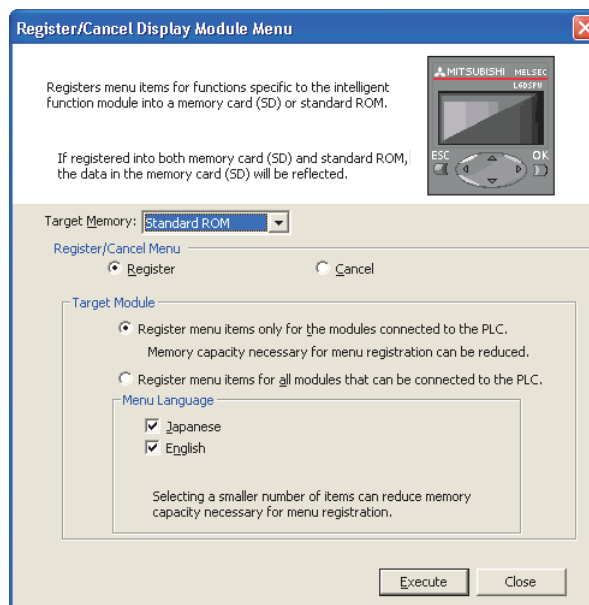 Register/Cancel Display Module Menu
Registers menu items for functions specific to the intelligent
function module into a memory card (SD) or standard ROM.
If registered into both memory card (SD) and standard ROM,
the data in the memory card (SD) will be reflected.
MITSUBISHI MELSEC
L6DSPU
ESC OK
Target Memory: Standard ROM
Register/Cancel Menu
Register Cancel
Target Module
Register menu items only for the modules connected to the PLC.
Memory capacity necessary for menu registration can be reduced.
Register menu items for all modules that can be connected to the PLC.
Menu Language
Japanese
English
Selecting a smaller number of items can reduce memory
capacity necessary for menu registration.
Execute Close